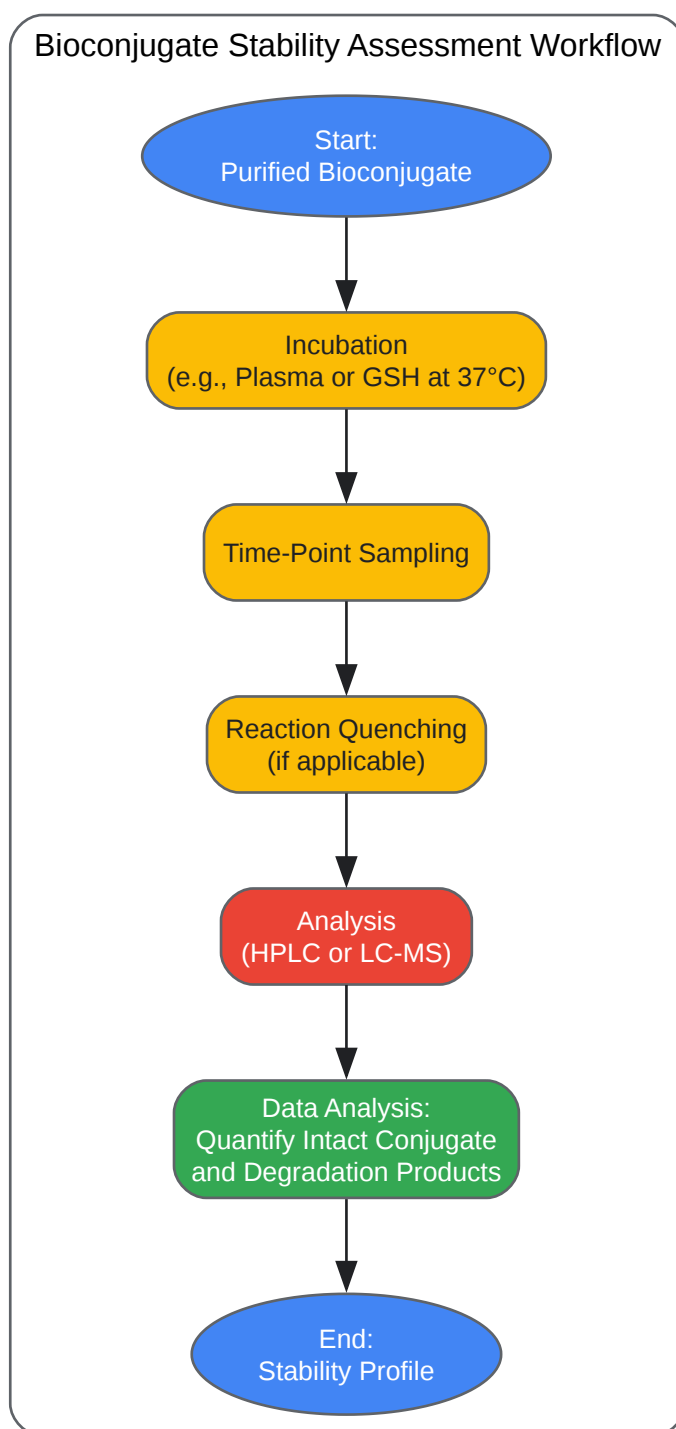 Bioconjugate Stability Assessment Workflow
Start:
Purified Bioconjugate
Incubation
(e.g., Plasma or GSH at 37°C)
Time-Point Sampling
Reaction Quenching
(if applicable)
Analysis
(HPLC or LC-MS)
Data Analysis:
Quantify Intact Conjugate
and Degradation Products
End:
Stability Profile